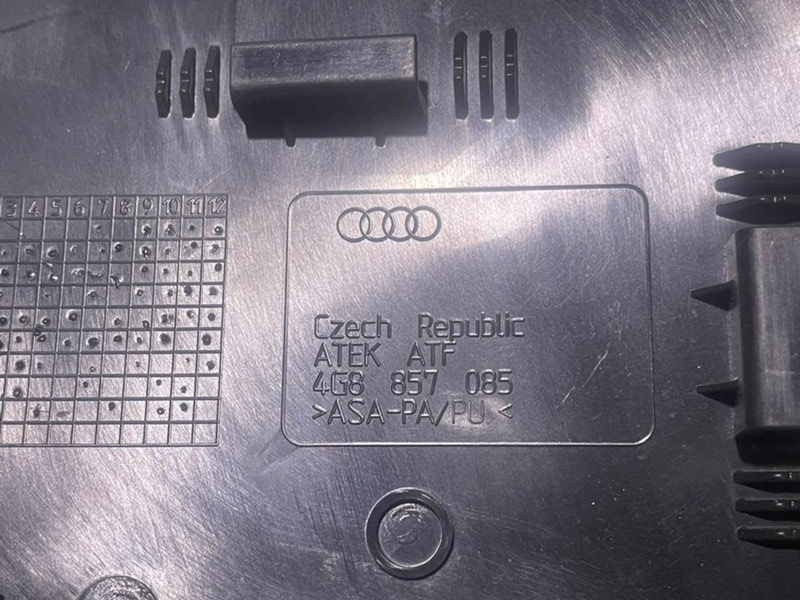 3 4 5 6 7 8 9 10 11 12
Czech Republic
ATEK ATF
4G8 857 085
>ASA-PA/PU <